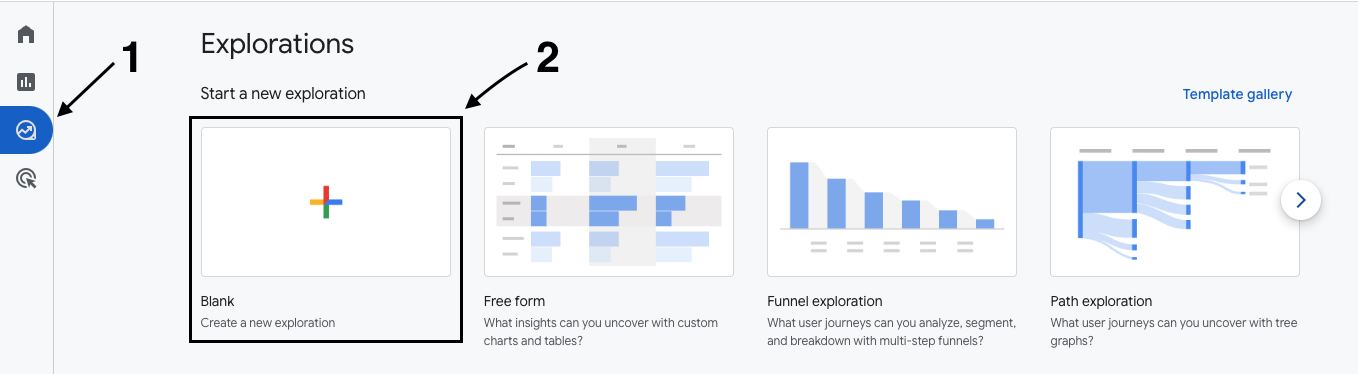 1
2
Explorations
Start a new exploration
Template gallery
Blank
Create a new exploration
Free form
What insights can you uncover with custom
charts and tables?
Funnel exploration
What user journeys can you analyze, segment,
and breakdown with multi-step funnels?
Path exploration
What user journeys can you uncover with tree
graphs?